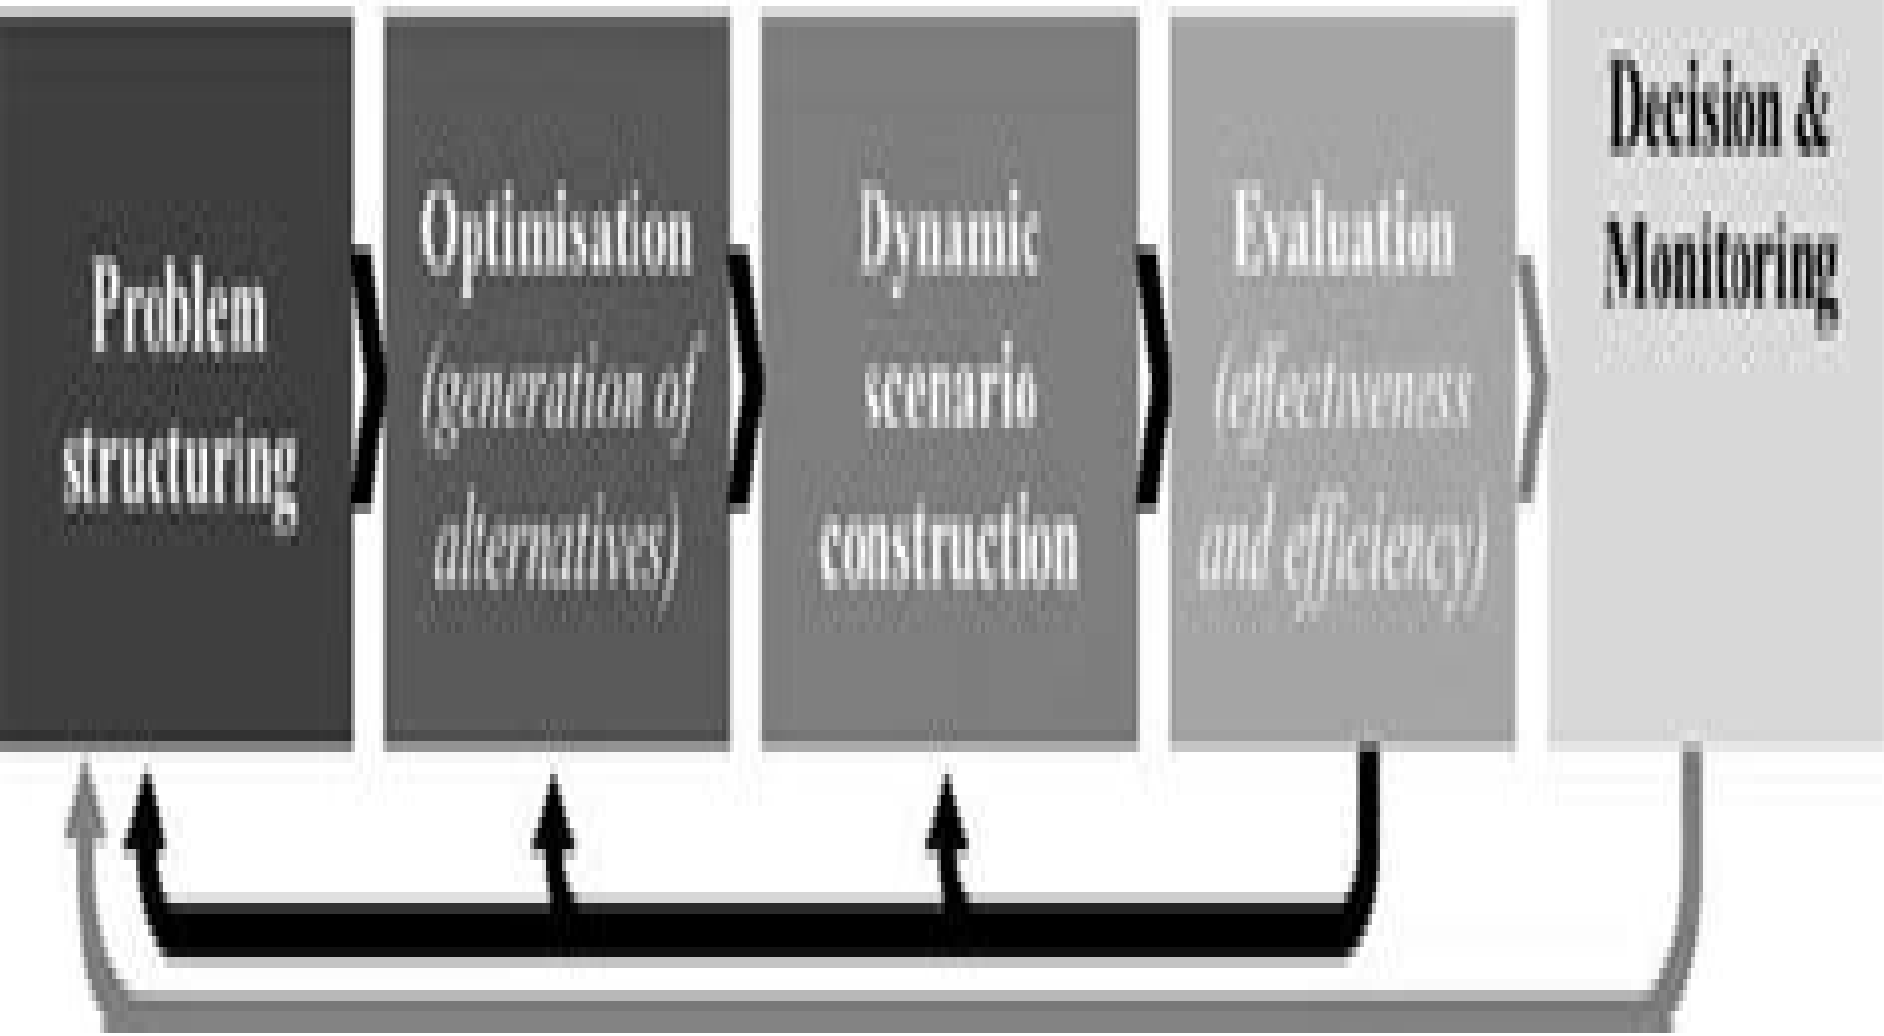 Problem
structuring
Optimisation
(generation of
alternatives)
Dynamic
scenario
construction
Evaluation
(effectiveness
and efficiency)
Decision &
Monitoring